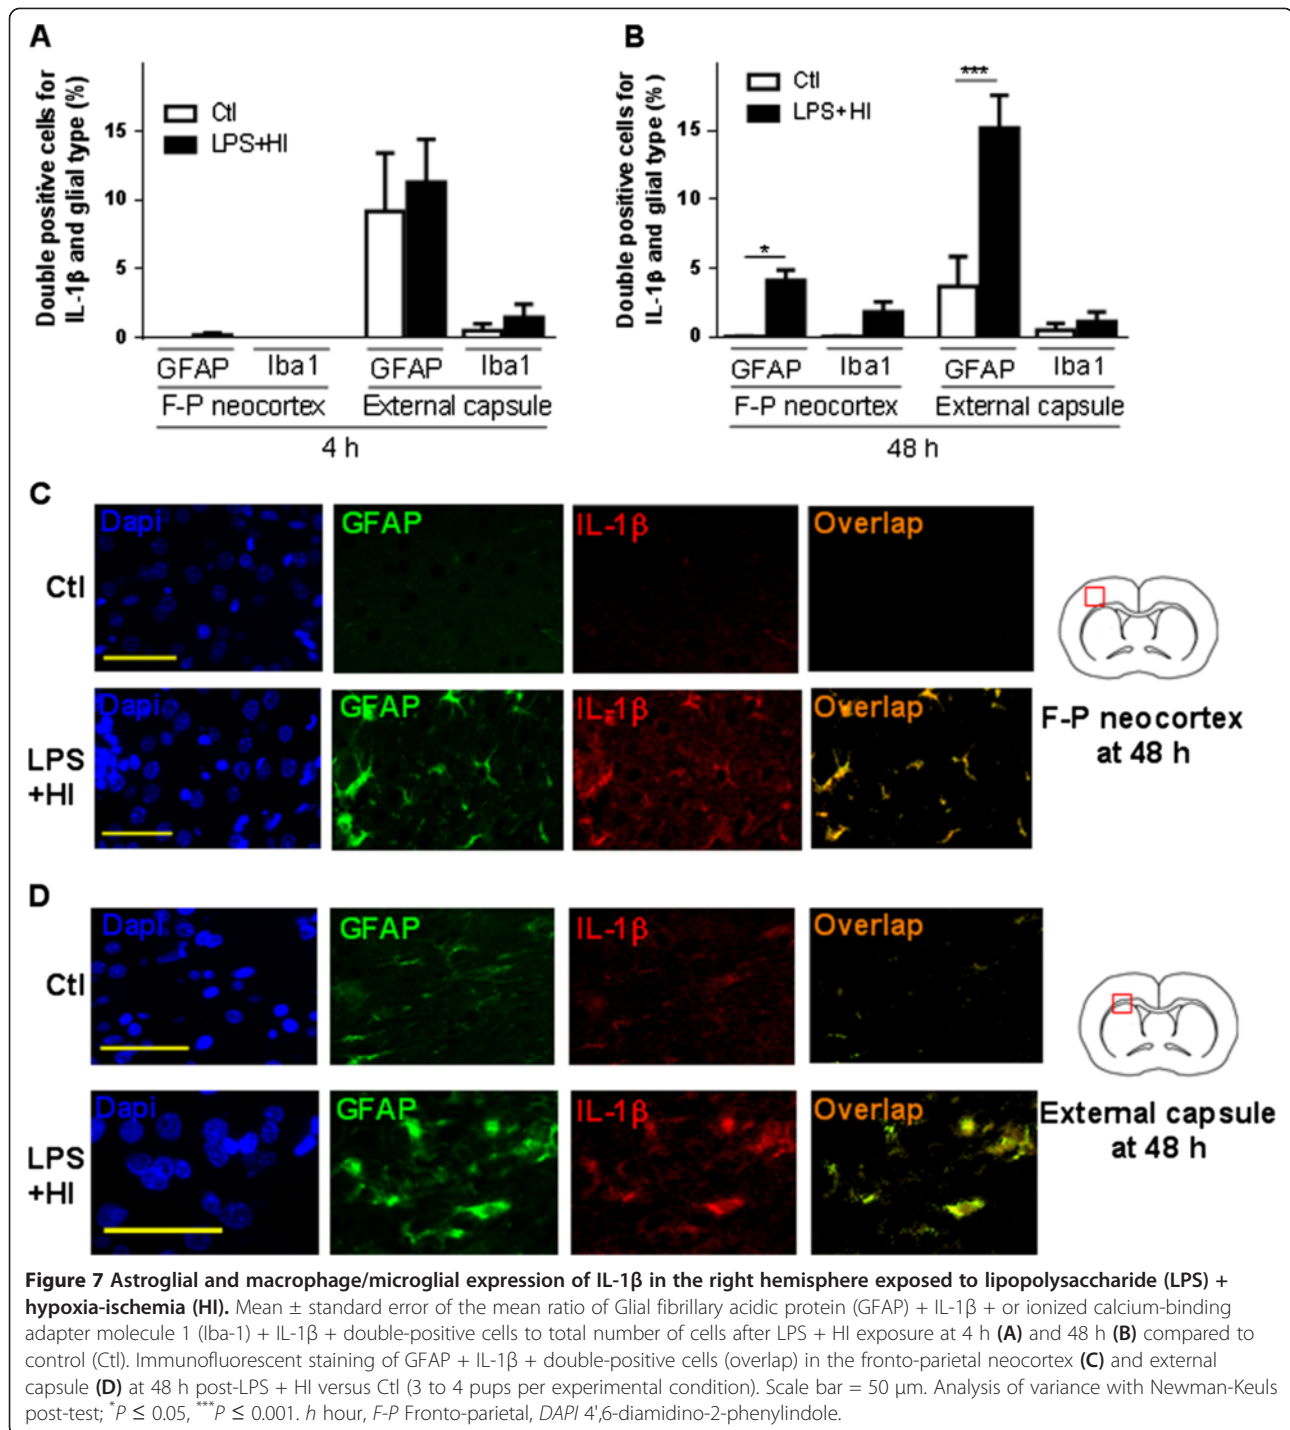 A
B
Double positive cells for
IL-1β and glial type (%)
15
10
5
0
Ctl
LPS+HI
GFAP
Iba1
GFAP
Iba1
F-P neocortex
External capsule
4 h
Double positive cells for
IL-1β and glial type (% )
15
10
5
0
Ctl
LPS+HI
*
***
GFAP
Iba1
GFAP
Iba1
F-P neocortex
External capsule
48 h
C
Dapi
GFAP
IL-1β
Overlap
Ctl
Dapi
GFAP
IL-1β
Overlap
LPS
+HI
F-P neocortex
at 48 h
D
Dapi
GFAP
IL-1β
Overlap
Ctl
Dapi
GFAP
IL-1β
Overlap
LPS
+HI
External capsule
at 48 h
Figure 7 Astroglial and macrophage/microglial expression of IL-1β in the right hemisphere exposed to lipopolysaccharide (LPS) +
hypoxia-ischemia (HI). Mean ± standard error of the mean ratio of Glial fibrillary acidic protein (GFAP) + IL-1β + or ionized calcium-binding
adapter molecule 1 (Iba-1) + IL-1β + double-positive cells to total number of cells after LPS + HI exposure at 4 h (A) and 48 h (B) compared to
control (Ctl). Immunofluorescent staining of GFAP + IL-1β + double-positive cells (overlap) in the fronto-parietal neocortex (C) and external
capsule (D) at 48 h post-LPS + HI versus Ctl (3 to 4 pups per experimental condition). Scale bar = 50 μm. Analysis of variance with Newman-Keuls
post-test; *P ≤ 0.05, ***P ≤ 0.001. h hour, F-P Fronto-parietal, DAPI 4',6-diamidino-2-phenylindole.